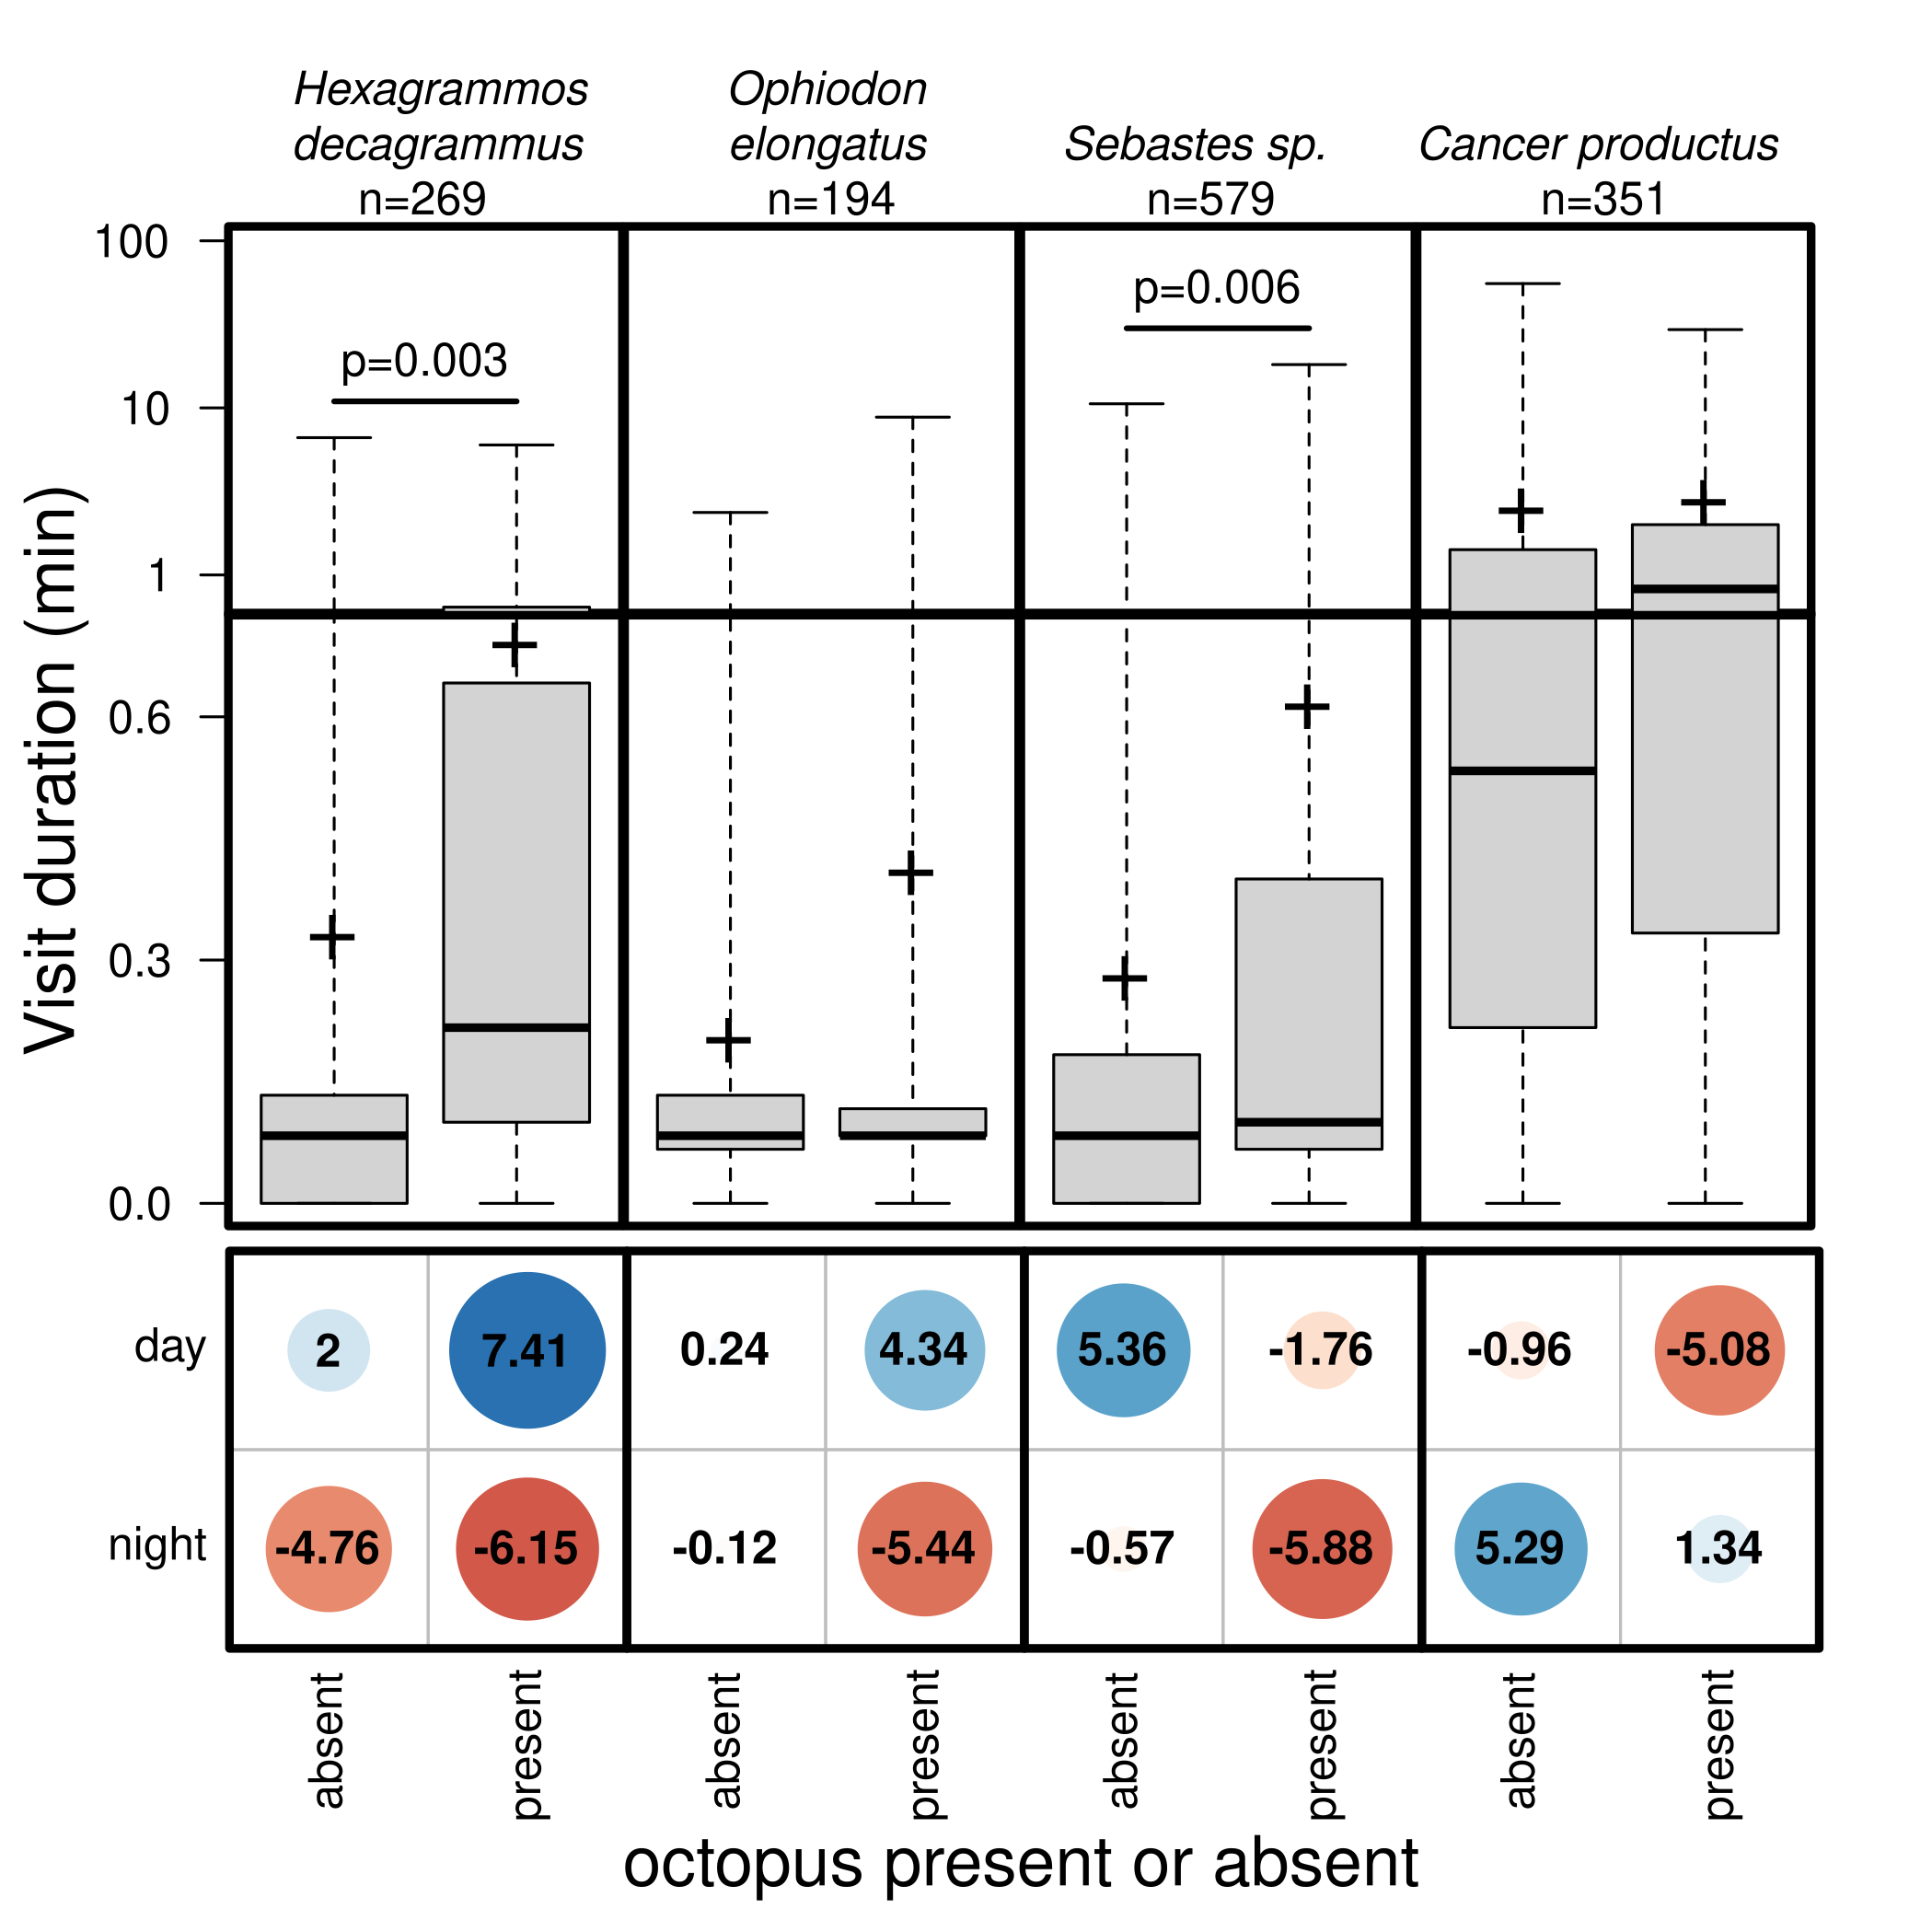 Hexagrammos
decagrammus
n=269
Ophiodon
elongatus
n=194
Sebastes sp.
n=579
Cancer productus
n=351
Visit duration (min)
100
10
1
0.6
0.3
0.0
p=0.003
p=0.006
day
2 7.41 0.24 4.34 5.36 -1.76 -0.96 -5.08
night
-4.76 -6.15 -0.12 -5.44 -0.57 -5.88 5.29 1.34
absent
present
absent
present
absent
present
absent
present
octopus present or absent